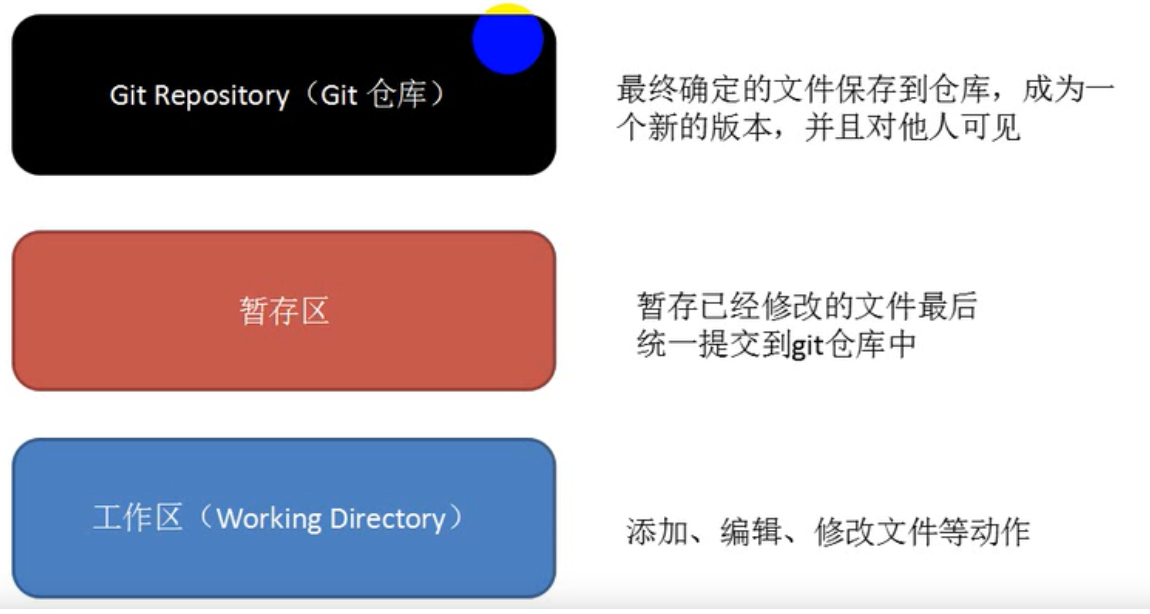 Git Repository（Git 仓库）
最终确定的文件保存到仓库，成为一
个新的版本，并且对他人可见
暂存区
暂存已经修改的文件最后
统一提交到git仓库中
工作区（Working Directory）
添加、编辑、修改文件等动作